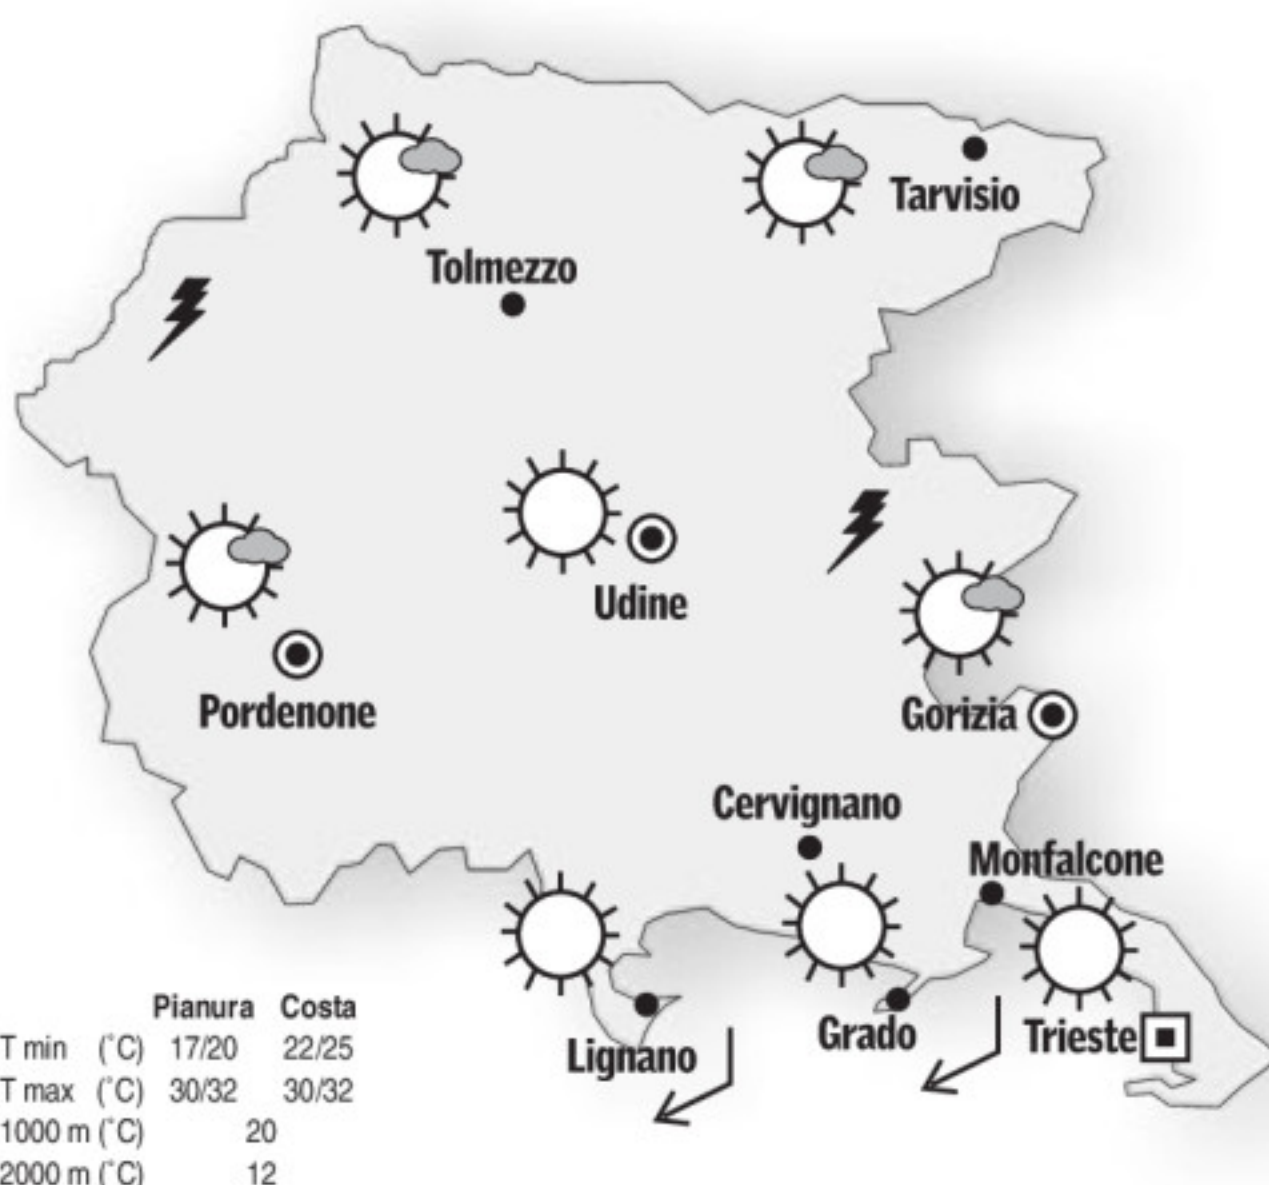 Tarvisio
Tolmezzo
Udine
Pordenone
Gorizia
Cervignano
Monfalcone
Grado
Trieste
Lignano
Pianura Costa
T min (°C) 17/20 22/25
T max (°C) 30/32 30/32
1000 m (°C) 20
2000 m (°C) 12